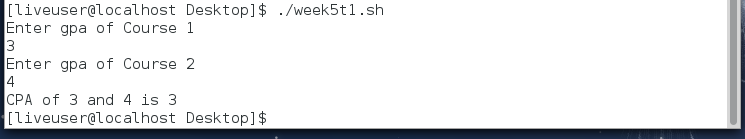 [liveuser@localhost Desktop]$ ./week5t1.sh
Enter gpa of Course 1
3
Enter gpa of Course 2
4
CPA of 3 and 4 is 3
[liveuser@localhost Desktop]$